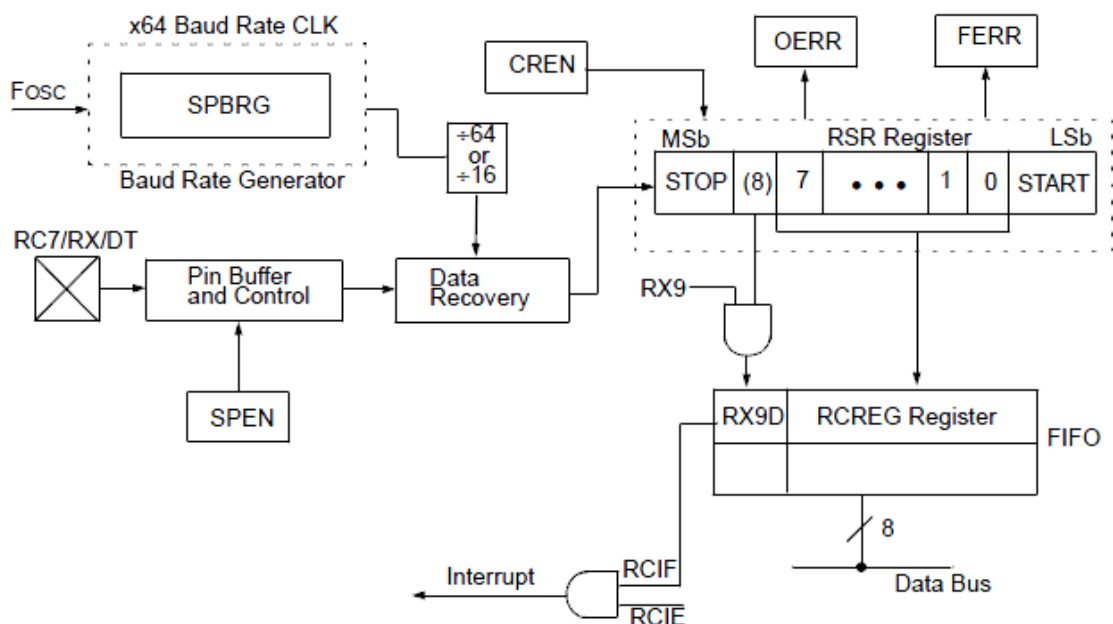 x64 Baud Rate CLK
Fosc
SPBRG
Baud Rate Generator
÷64
or
÷16
CREN
OERR
FERR
MSb
RSR Register
LSb
STOP
(8)
7
• • •
1
0
START
RC7/RX/DT
Pin Buffer
and Control
Data
Recovery
SPEN
RX9
RX9D
RCREG Register
FIFO
8
Data Bus
Interrupt
RCIF
RCIE